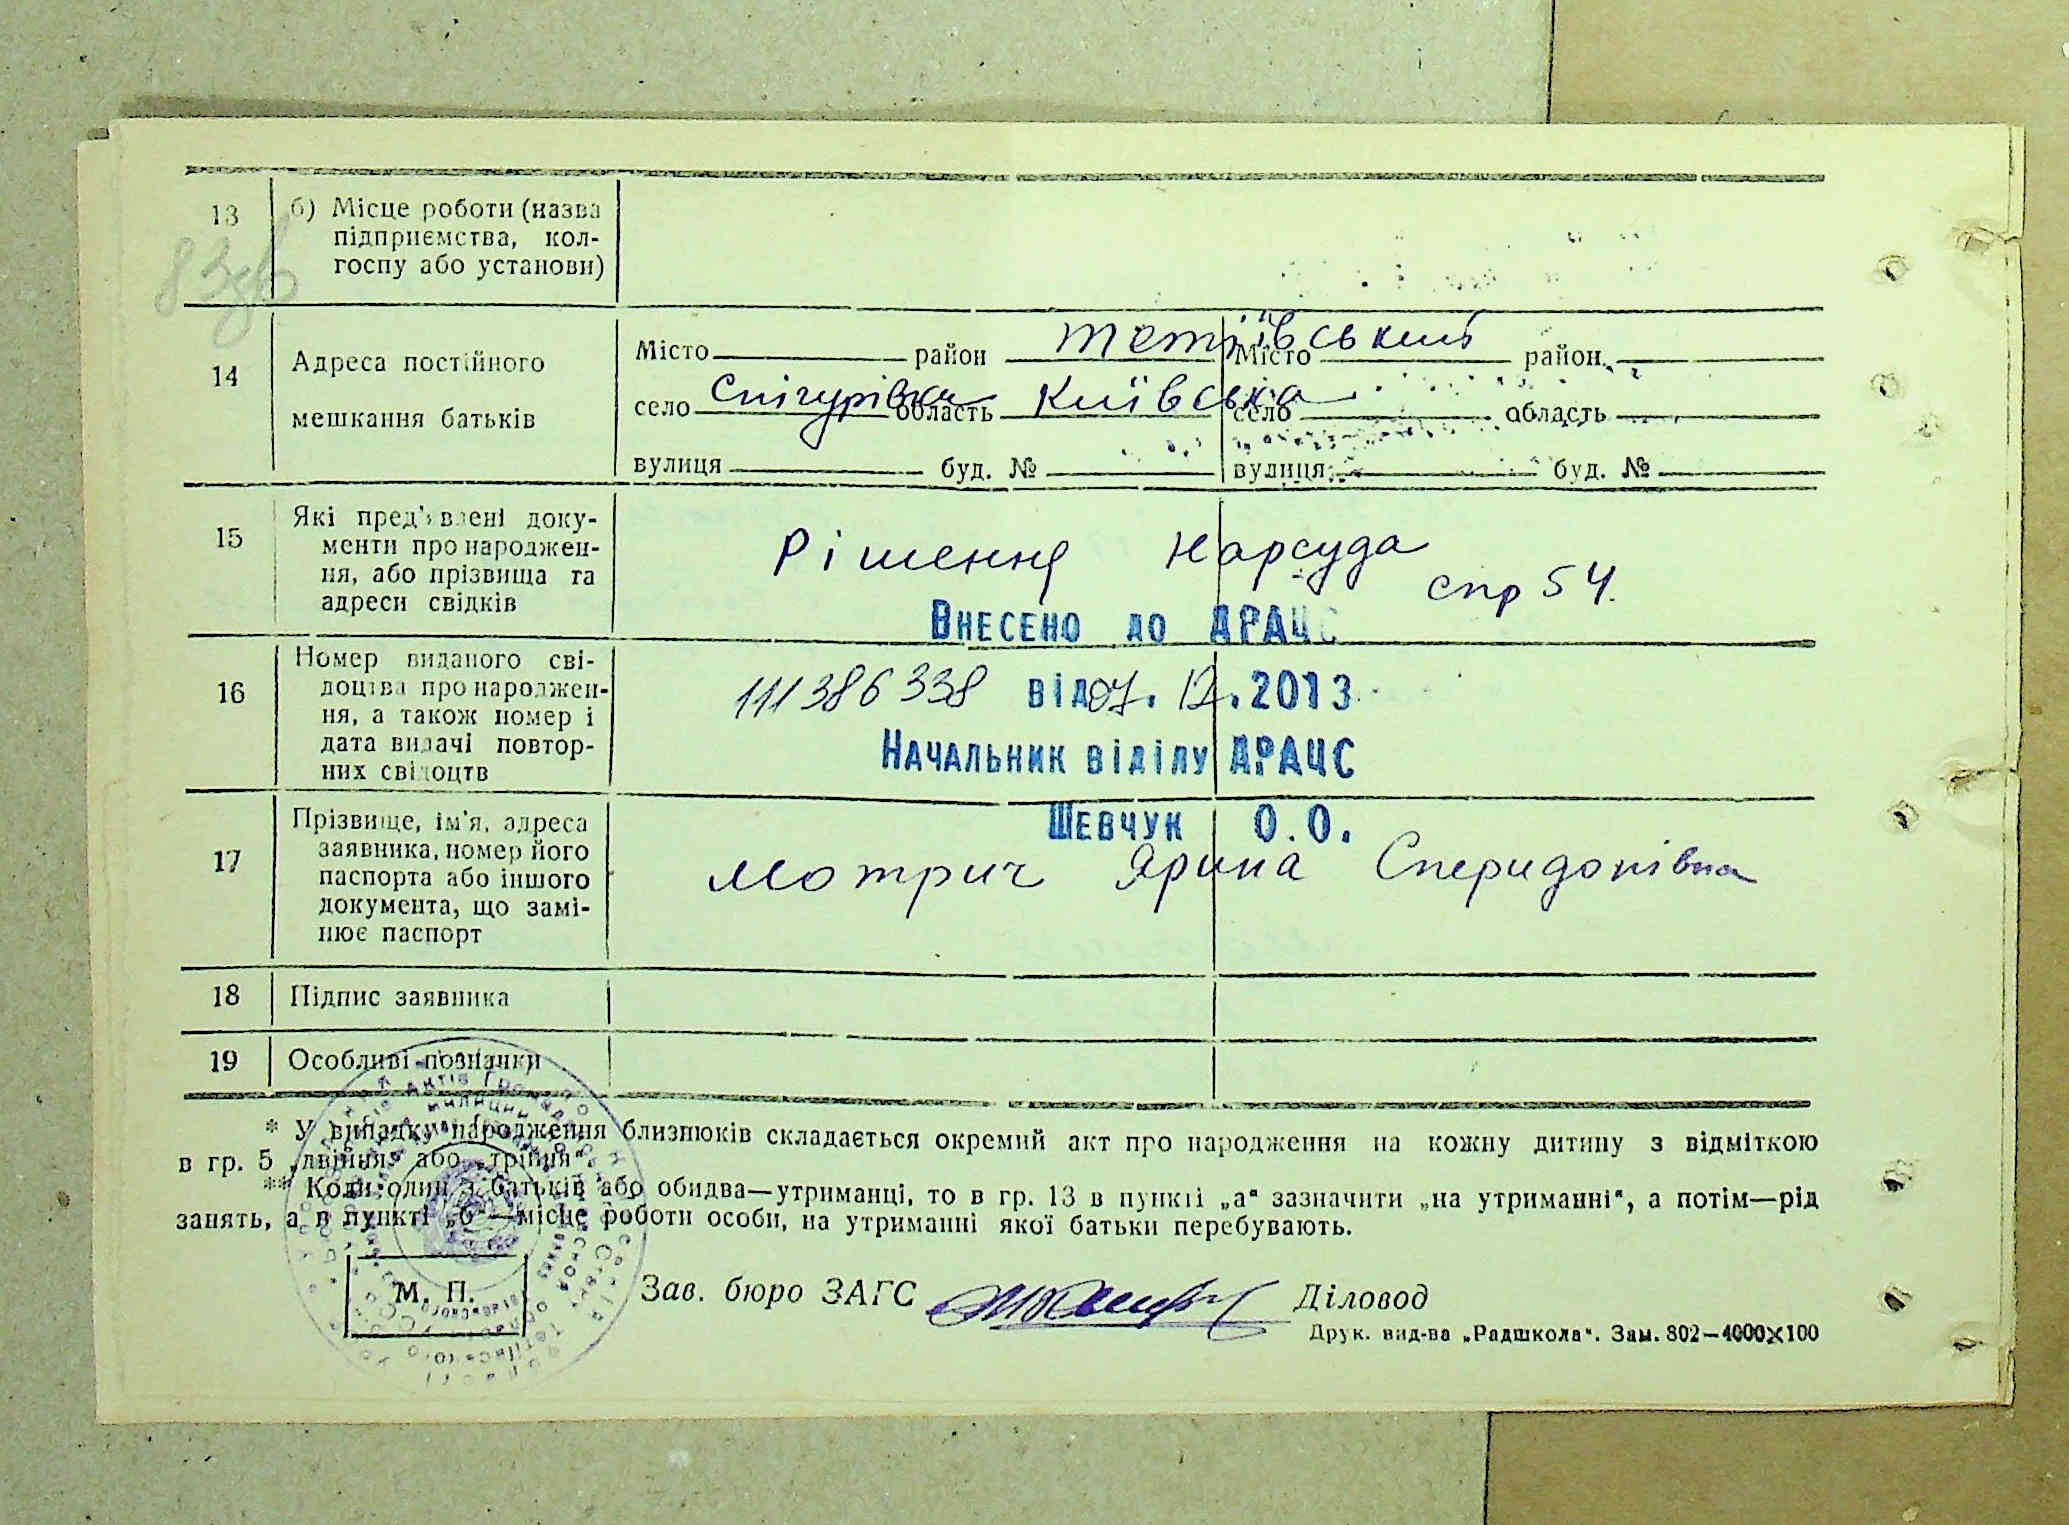 13 б) Місце роботи (назва
підприємства, кол-
госпу або установи)
Місто район Тетіївський Місто район
14 Адреса постійного
мешкання батьків
село Снігурівка область Київська село область
вулиця буд. № вулиця буд. №
15 Які пред'явлені доку-
менти про народжен-
ня, або прізвища та
адреси свідків
Рішення Нарсуда
спр 54.
Внесено до ДРАЦС
16 Номер виданого сві-
доцтва про народжен-
ня, а також номер і
дата видачі повтор-
них свідоцтв
111386338 від 07.12.2013
Начальник віділу ДРАЦС
Шевчук О.О.
17 Прізвище, ім'я, адреса
заявника, номер його
паспорта або іншого
документа, що замі-
нює паспорт
Мотрич Ярина Сперидонівна
18 Підпис заявника
19 Особливі позначки
* У випадку народження близнюків складається окремий акт про народження на кожну дитину з відміткою
в гр. 5 „двійня“ або „трійня“.
** Коли один з батьків або обидва—утриманці, то в гр. 13 в пункті „а“ зазначити „на утриманні“, а потім—рід
занять, а в пункті „б“—місце роботи особи, на утриманні якої батьки перебувають.
М. П.
Зав. бюро ЗАГС Діловод
Друк. вид-ва „Радшкола“. Зам. 802—4000×100